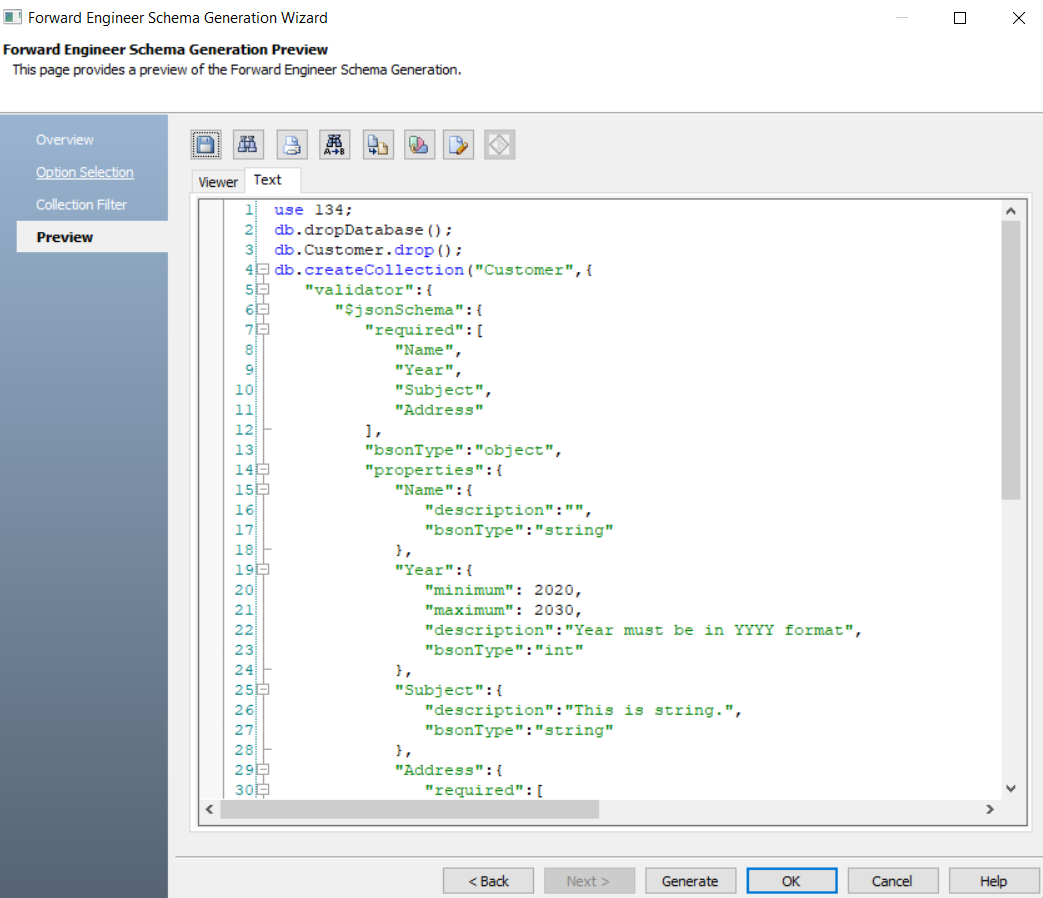 Forward Engineer Schema Generation Wizard
Forward Engineer Schema Generation Preview
This page provides a preview of the Forward Engineer Schema Generation.
Overview
Option Selection
Collection Filter
Preview
A→B
Viewer
Text
1 use 134;
2 db.dropDatabase();
3 db.Customer.drop();
4 db.createCollection("Customer",{
5 "validator":{
6 "$jsonSchema":{
7 "required":[
8 "Name",
9 "Year",
10 "Subject",
11 "Address"
12 ],
13 "bsonType":"object",
14 "properties":{
15 "Name":{
16 "description":"",
17 "bsonType":"string"
18 },
19 "Year":{
20 "minimum": 2020,
21 "maximum": 2030,
22 "description":"Year must be in YYYY format",
23 "bsonType":"int"
24 },
25 "Subject":{
26 "description":"This is string.",
27 "bsonType":"string"
28 },
29 "Address":{
30 "required":[
< Back
Next >
Generate
OK
Cancel
Help